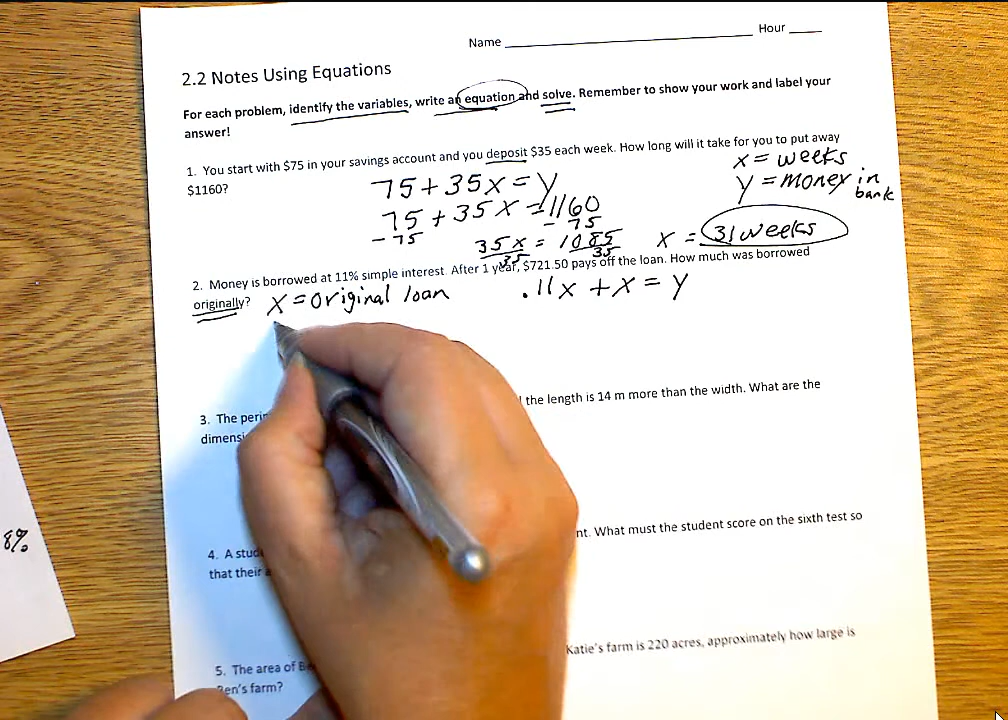 Name ____ Hour ____
2.2 Notes Using Equations
For each problem, identify the variables, write an equation and solve. Remember to show your work and label your
answer!
1. You start with $75 in your savings account and you deposit $35 each week. How long will it take for you to put away
$1160?
x = weeks
y = money in bank
75 + 35x = y
75 + 35x = 1160
-75 - 75
35x = 1085
35 35
x = 31 weeks
2. Money is borrowed at 11% simple interest. After 1 year, $721.50 pays off the loan. How much was borrowed
originally? x = original loan .11x + x = y
3. The the length is 14 m more than the width. What are the
4. A What must the student score on the sixth test so
that their
5. The area of Katie's farm is 220 acres, approximately how large is
Ben's farm?
8%